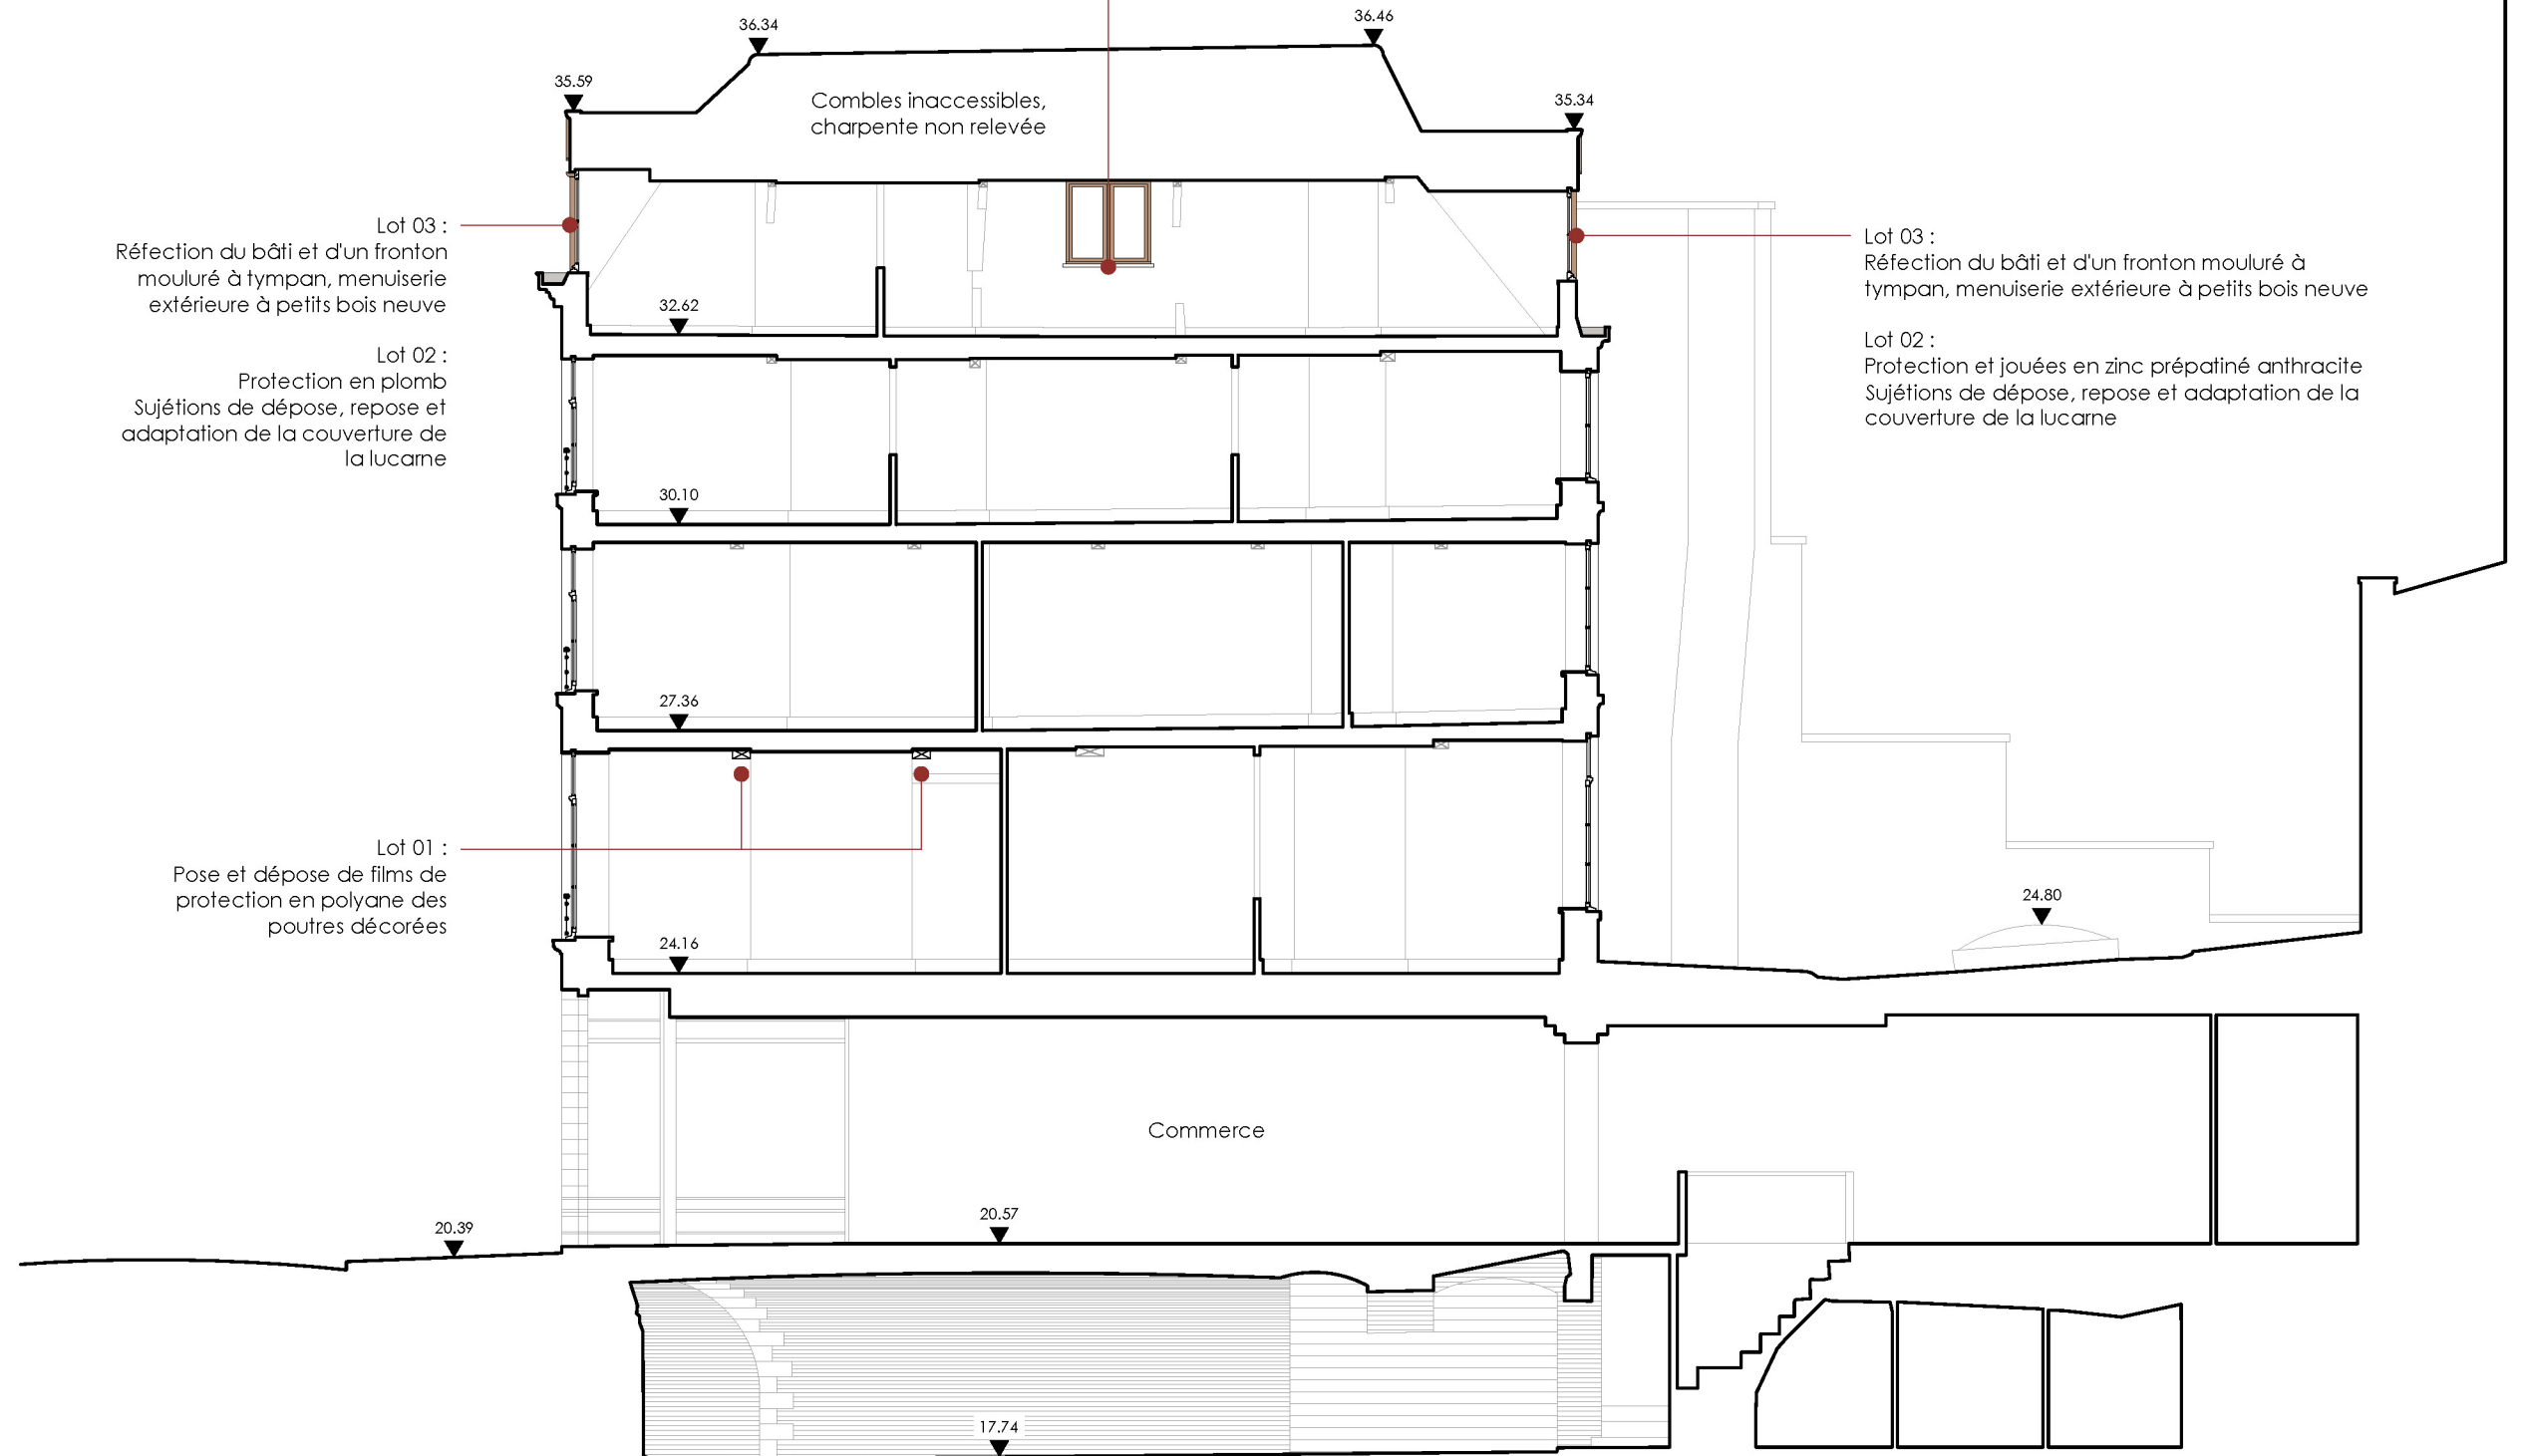 36.34
36.46
35.59
35.34
Combles inaccessibles,
charpente non relevée
Lot 03 :
Réfection du bâti et d'un fronton
mouluré à tympan, menuiserie
extérieure à petits bois neuve
Lot 02 :
Protection en plomb
Sujétions de dépose, repose et
adaptation de la couverture de
la lucarne
Lot 03 :
Réfection du bâti et d'un fronton mouluré à
tympan, menuiserie extérieure à petits bois neuve
Lot 02 :
Protection et jouées en zinc prépatiné anthracite
Sujétions de dépose, repose et adaptation de la
couverture de la lucarne
32.62
30.10
27.36
Lot 01 :
Pose et dépose de films de
protection en polyane des
poutres décorées
24.16
24.80
Commerce
20.39
20.57
17.74